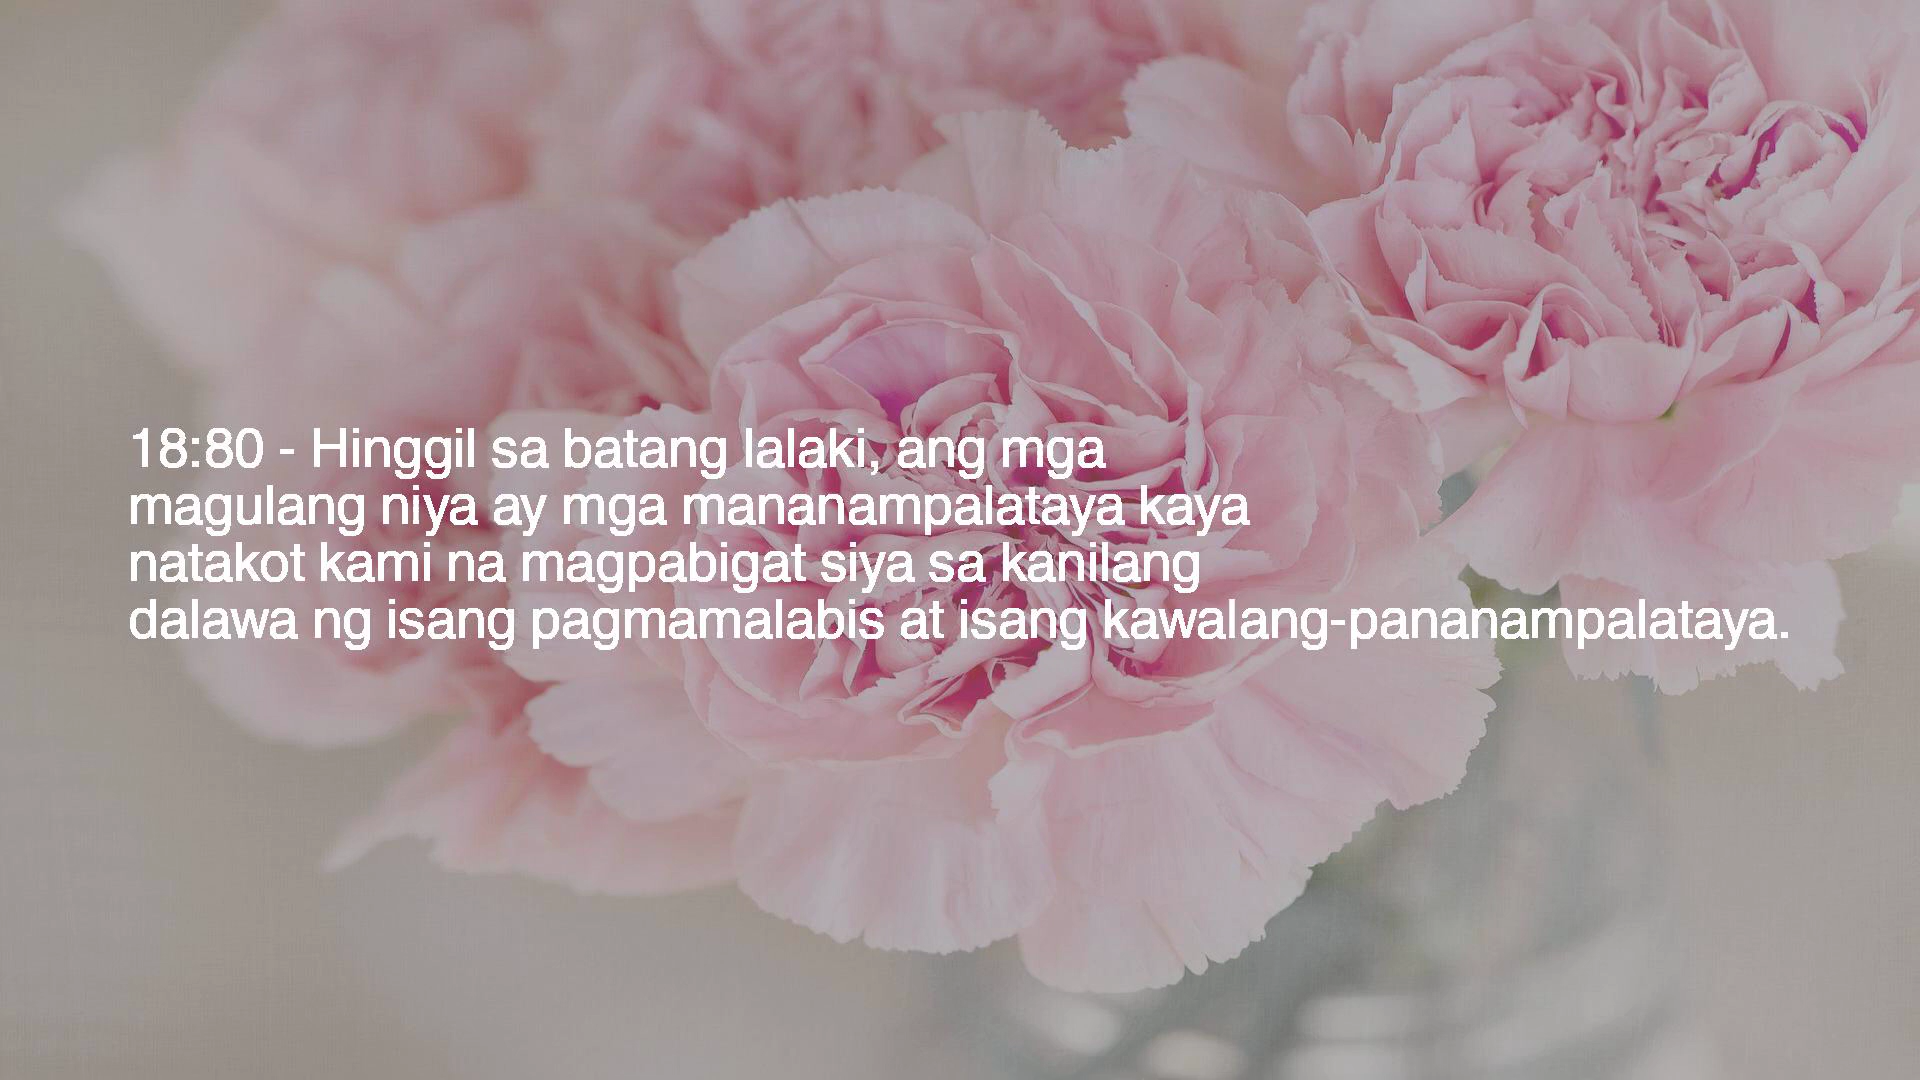 18:80 - Hinggil sa batang lalaki, ang mga
magulang niya ay mga mananampalataya kaya
natakot kami na magpabigat siya sa kanilang
dalawa ng isang pagmamalabis at isang kawalang-pananampalataya.